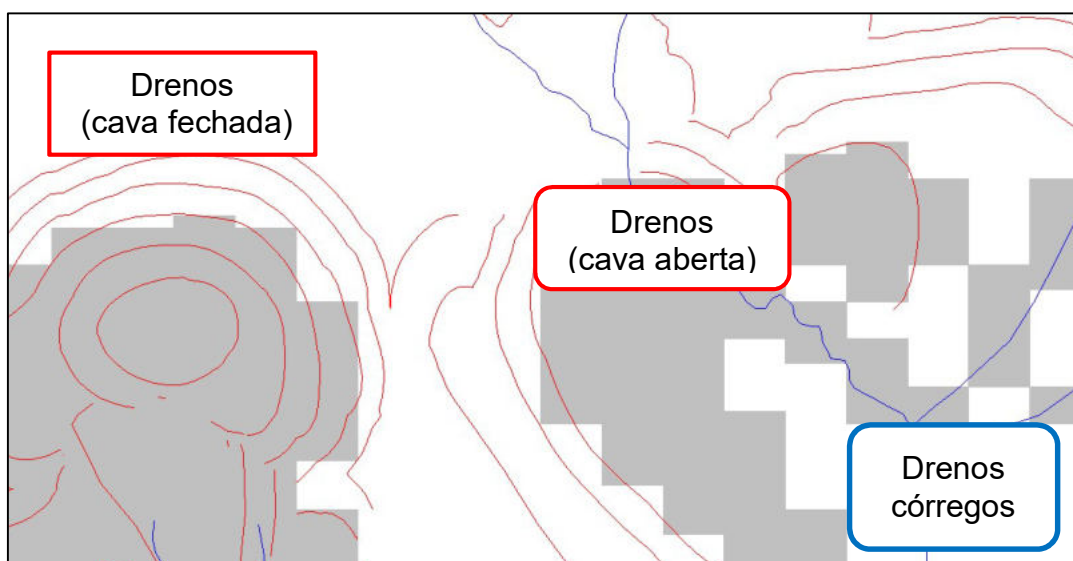 Drenos
(cava fechada)
Drenos
(cava aberta)
Drenos
córregos